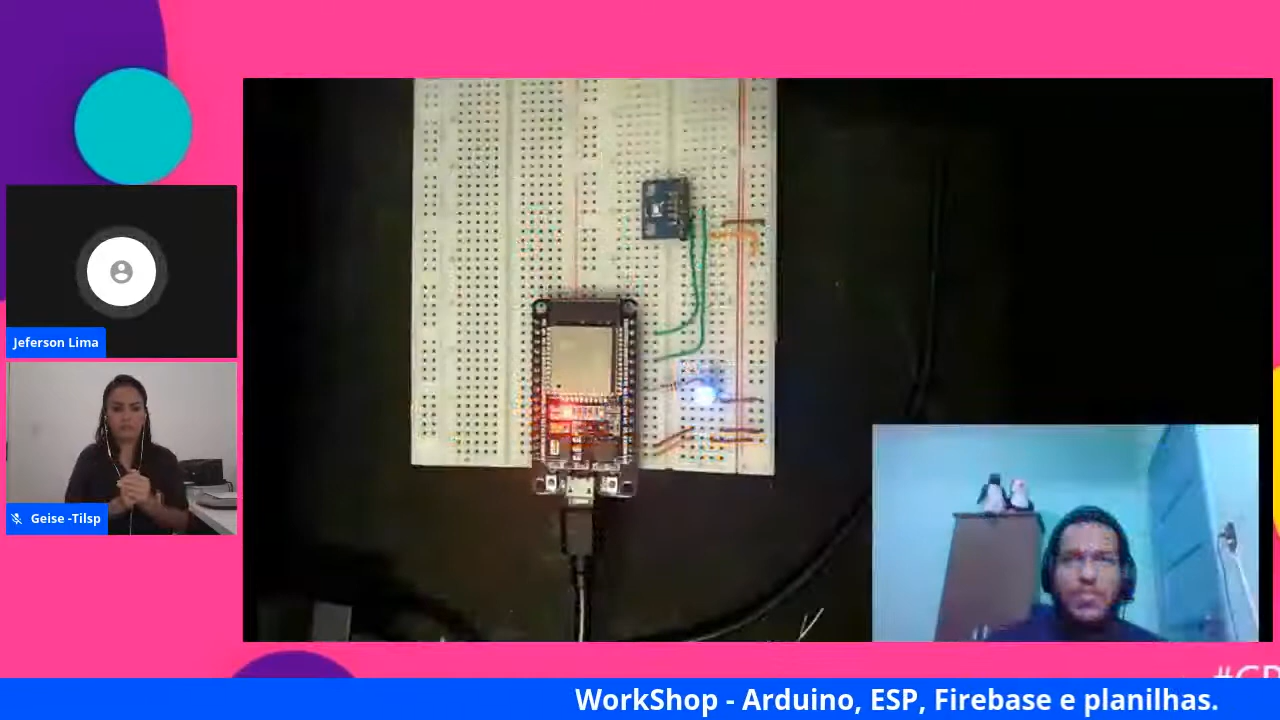 Jeferson Lima
Geise -Tilsp
WorkShop - Arduino, ESP, Firebase e planilhas.